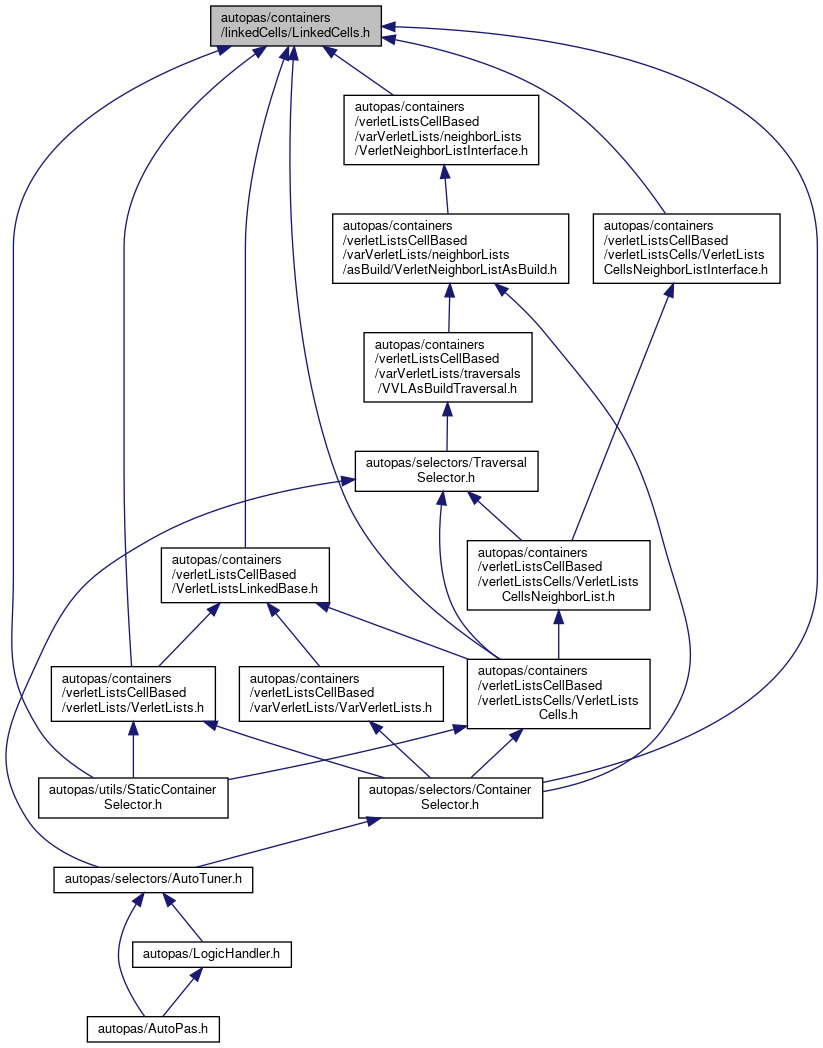 autopas/containers
/linkedCells/LinkedCells.h
autopas/containers
/verletListsCellBased
/varVerletLists/neighborLists
/VerletNeighborListInterface.h
autopas/containers
/verletListsCellBased
/varVerletLists/neighborLists
/asBuild/VerletNeighborListAsBuild.h
autopas/containers
/verletListsCellBased
/verletListsCells/VerletLists
CellsNeighborListInterface.h
autopas/containers
/verletListsCellBased
/varVerletLists/traversals
/VVLAsBuildTraversal.h
autopas/selectors/Traversal
Selector.h
autopas/containers
/verletListsCellBased
/verletListsCells/VerletLists
CellsNeighborList.h
autopas/containers
/verletListsCellBased
/VerletListsLinkedBase.h
autopas/containers
/verletListsCellBased
/verletLists/VerletLists.h
autopas/containers
/verletListsCellBased
/varVerletLists/VarVerletLists.h
autopas/containers
/verletListsCellBased
/verletListsCells/VerletLists
Cells.h
autopas/utils/StaticContainer
Selector.h
autopas/selectors/Container
Selector.h
autopas/selectors/AutoTuner.h
autopas/LogicHandler.h
autopas/AutoPas.h